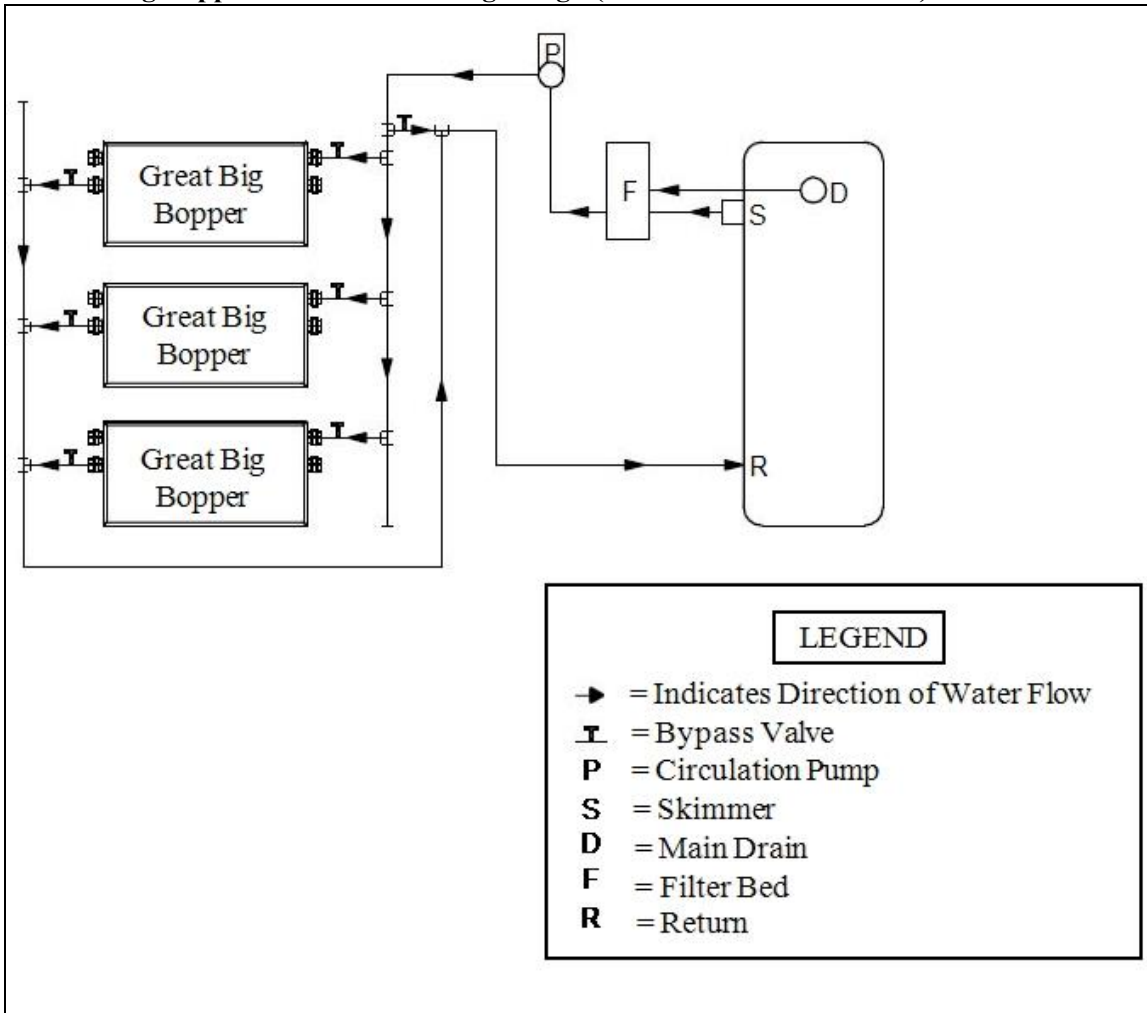 P
Great Big
Bopper
Great Big
Bopper
Great Big
Bopper
F
D
S
R
LEGEND
= Indicates Direction of Water Flow
T = Bypass Valve
P = Circulation Pump
S = Skimmer
D = Main Drain
F = Filter Bed
R = Return